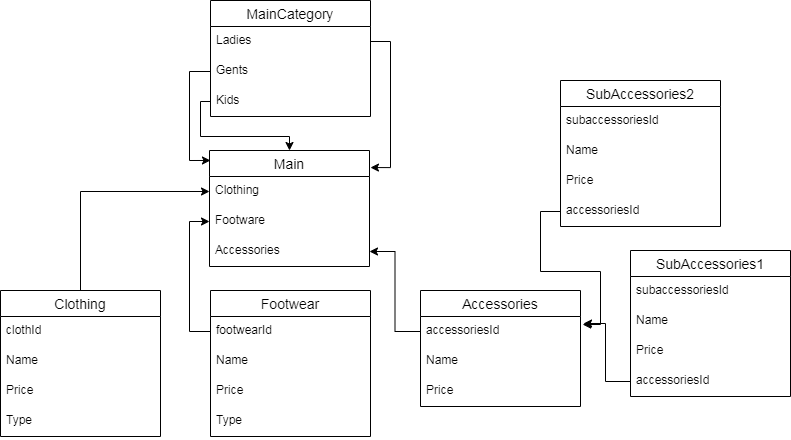 MainCategory
Ladies
Gents
Kids
SubAccessories2
subaccessoriesId
Name
Price
accessoriesId
Main
Clothing
Footware
Accessories
SubAccessories1
subaccessoriesId
Name
Price
accessoriesId
Clothing
clothId
Name
Price
Type
Footwear
footwearId
Name
Price
Type
Accessories
accessoriesId
Name
Price